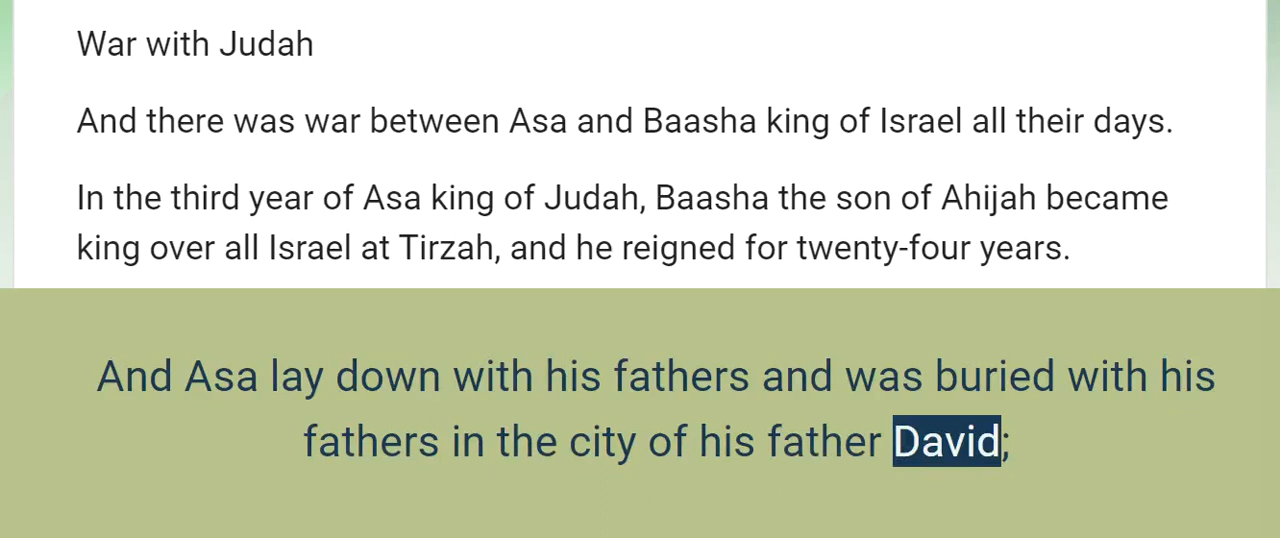 War with Judah
And there was war between Asa and Baasha king of Israel all their days.
In the third year of Asa king of Judah, Baasha the son of Ahijah became
king over all Israel at Tirzah, and he reigned for twenty-four years.
And Asa lay down with his fathers and was buried with his
fathers in the city of his father David;